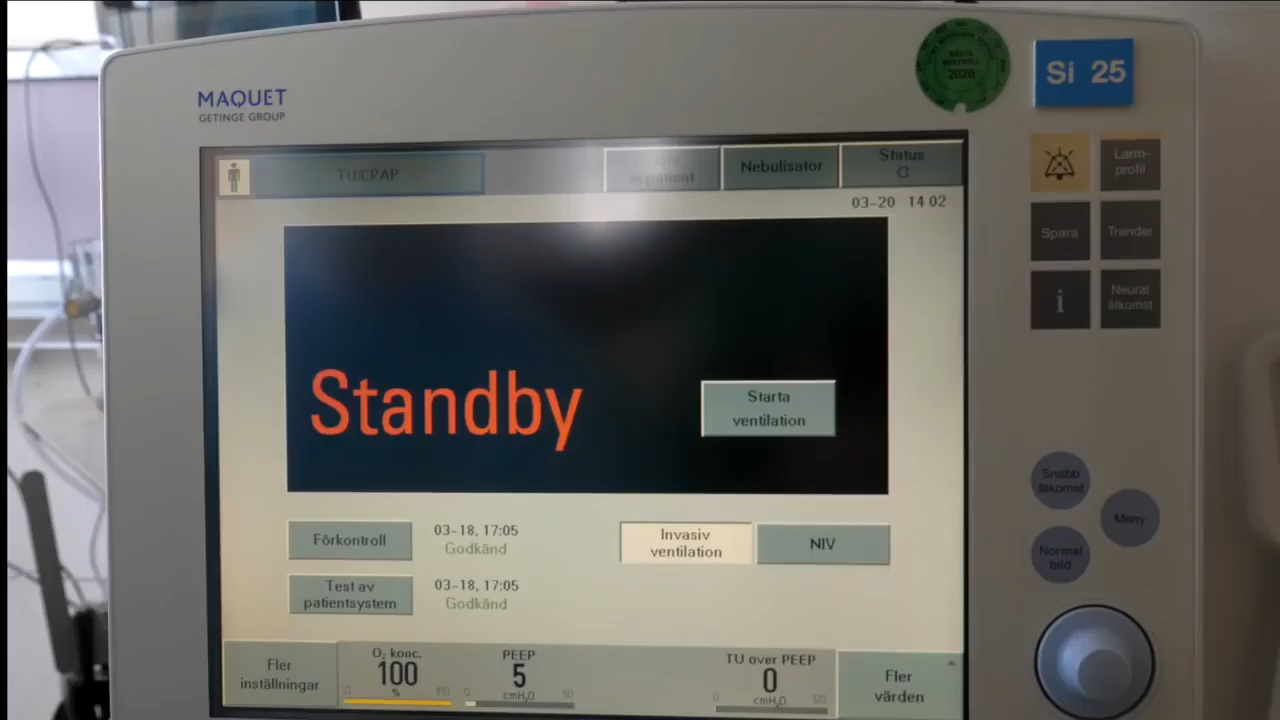 MAQUET
GETINGE GROUP
2020
Si 25
TU/CPAP
patient
Nebulisator
Status
03-20 14 02
Larm-
profil
Spara
Trender
i
Neural
åtkomst
Standby
Starta
ventilation
Snabb
åtkomst
Meny
Normal
bild
Förkontroll
03-18, 17:05
Godkänd
Invasiv
ventilation
NIV
Test av
patientsystem
03-18, 17:05
Godkänd
Fler
inställningar
O₂ konc.
100
%
PEEP
5
cmH₂O
TU over PEEP
0
cmH₂O
Fler
värden